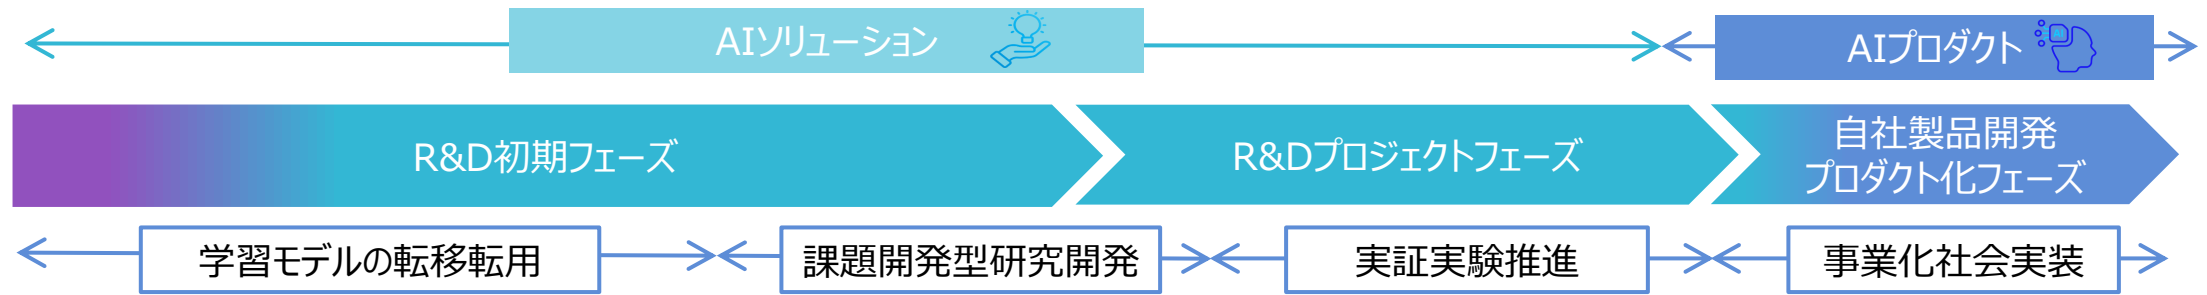 AIソリューション
AIプロダクト
AI
R&D初期フェーズ
R&Dプロジェクトフェーズ
自社製品開発
プロダクト化フェーズ
学習モデルの転移転用
課題開発型研究開発
実証実験推進
事業化社会実装